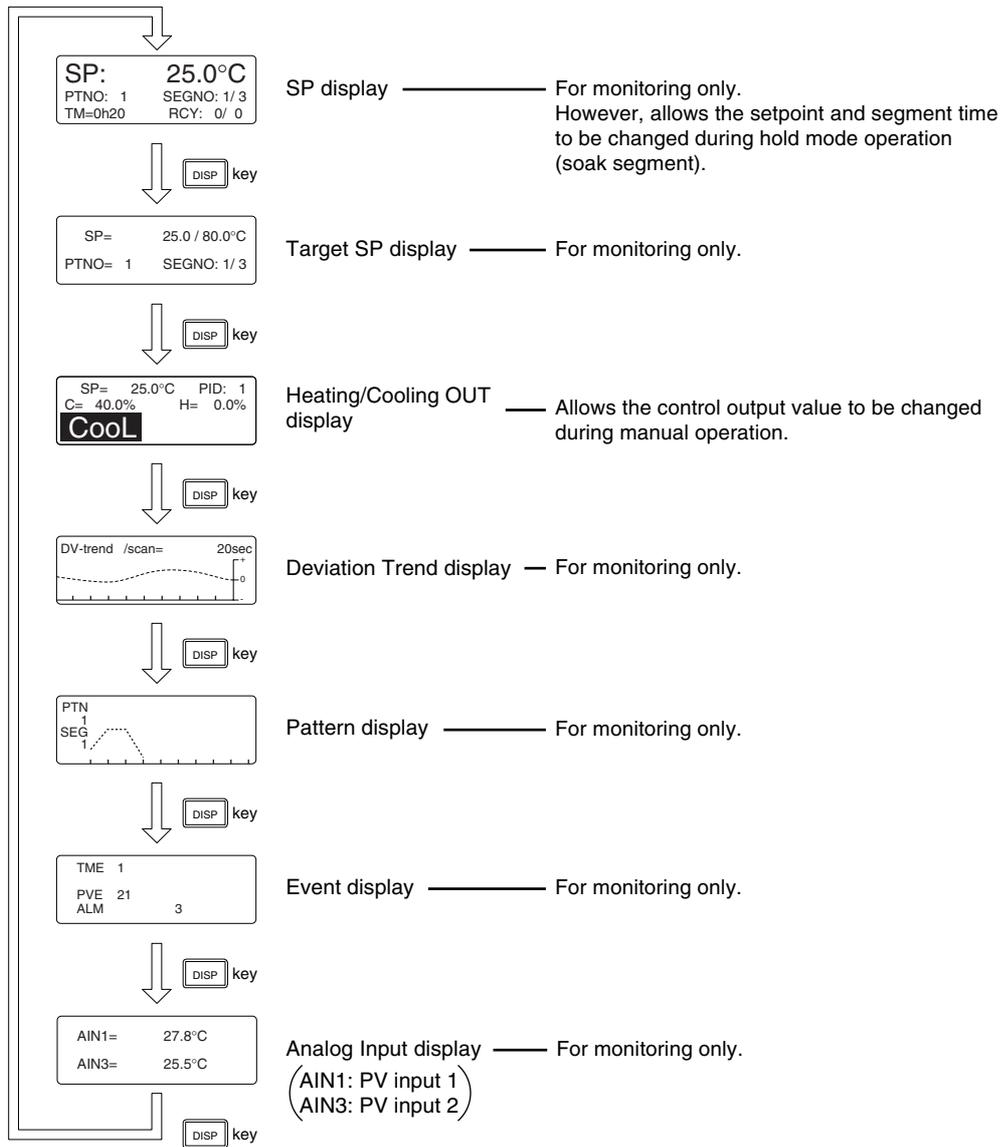 SP: 25.0°C
PTNO: 1 SEGNO: 1/ 3
TM=0h20 RCY: 0/ 0
SP display
For monitoring only.
However, allows the setpoint and segment time
to be changed during hold mode operation
(soak segment).
DISP key
SP= 25.0 / 80.0°C
PTNO= 1 SEGNO: 1/ 3
Target SP display
For monitoring only.
DISP key
SP= 25.0°C PID: 1
C= 40.0% H= 0.0%
CooL
Heating/Cooling OUT
display
Allows the control output value to be changed
during manual operation.
DISP key
DV-trend /scan= 20sec
+
0
-
Deviation Trend display
For monitoring only.
DISP key
PTN
1
SEG
1
Pattern display
For monitoring only.
DISP key
TME 1
PVE 21
ALM 3
Event display
For monitoring only.
DISP key
AIN1= 27.8°C
AIN3= 25.5°C
Analog Input display
For monitoring only.
(AIN1: PV input 1
AIN3: PV input 2)
DISP key